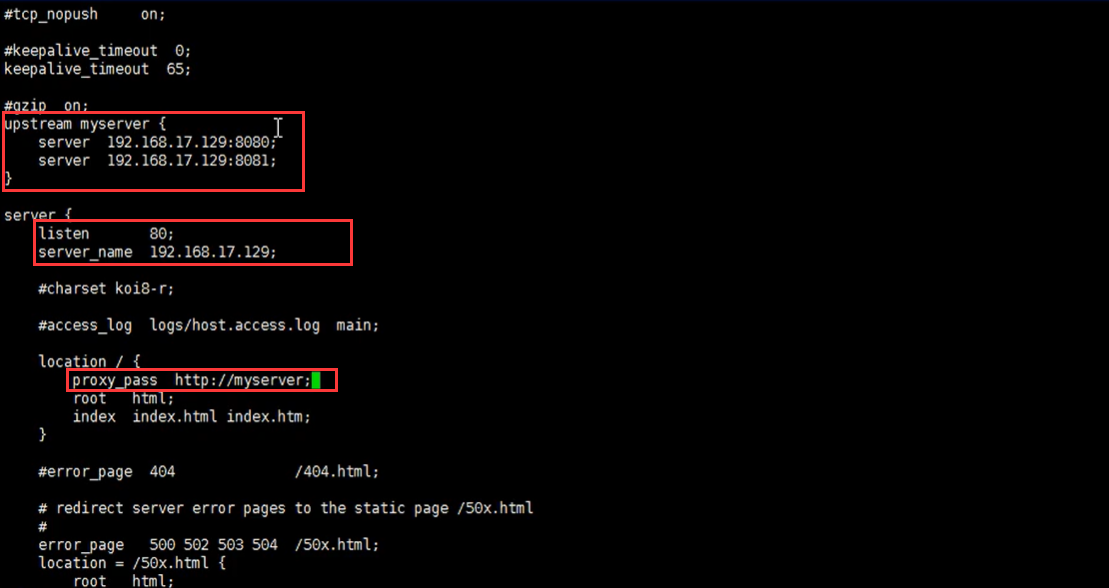 #tcp_nopush     on;
#keepalive_timeout  0;
keepalive_timeout  65;
#gzip  on;
upstream myserver {
    server  192.168.17.129:8080;
    server  192.168.17.129:8081;
}
server {
    listen       80;
    server_name  192.168.17.129;
    #charset koi8-r;
    #access_log  logs/host.access.log  main;
    location / {
        proxy_pass  http://myserver;
        root   html;
        index  index.html index.htm;
    }
    #error_page  404              /404.html;
    # redirect server error pages to the static page /50x.html
    #
    error_page   500 502 503 504  /50x.html;
    location = /50x.html {
        root   html;